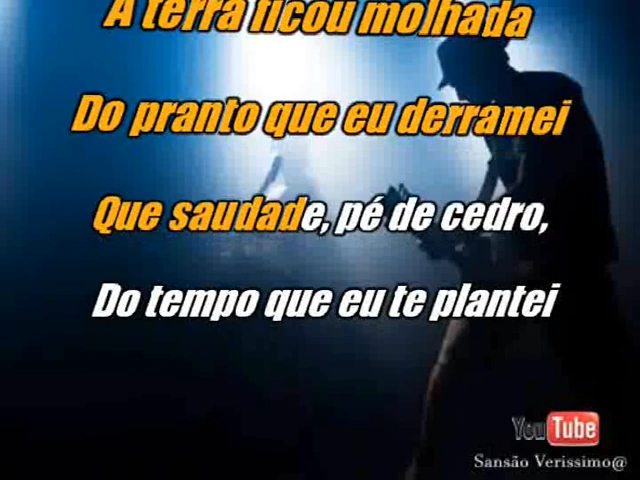 A terra ficou molhada
Do pranto que eu derramei
Que saudade, pé de cedro,
Do tempo que eu te plantei
YouTube
Sansão Verissimo@